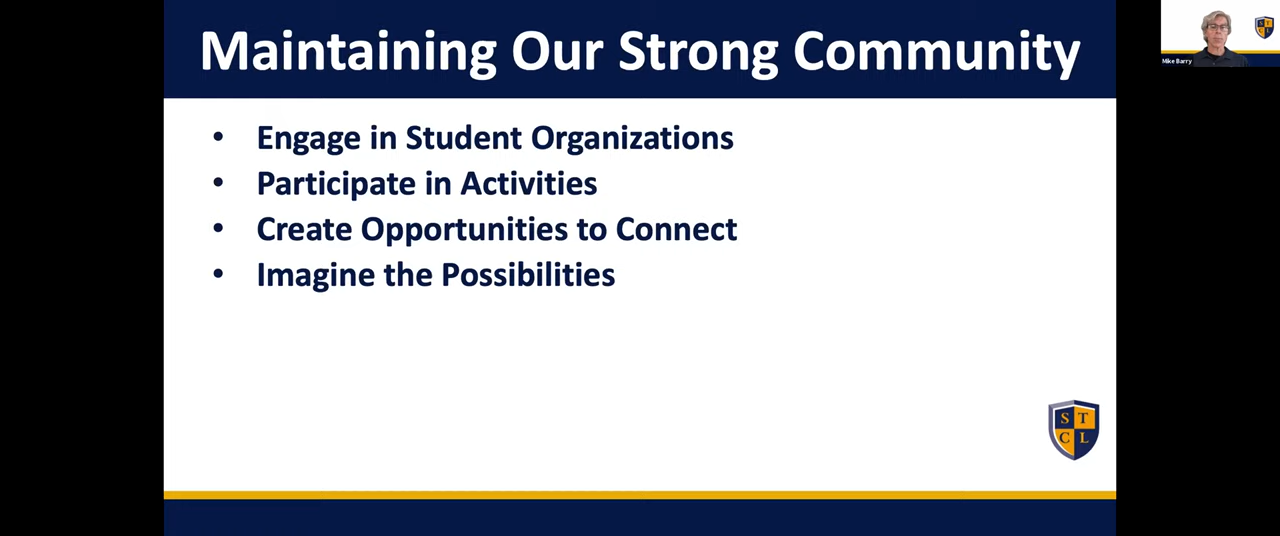 Maintaining Our Strong Community
• Engage in Student Organizations
• Participate in Activities
• Create Opportunities to Connect
• Imagine the Possibilities
S T
C L
Mike Barry
S T
C L